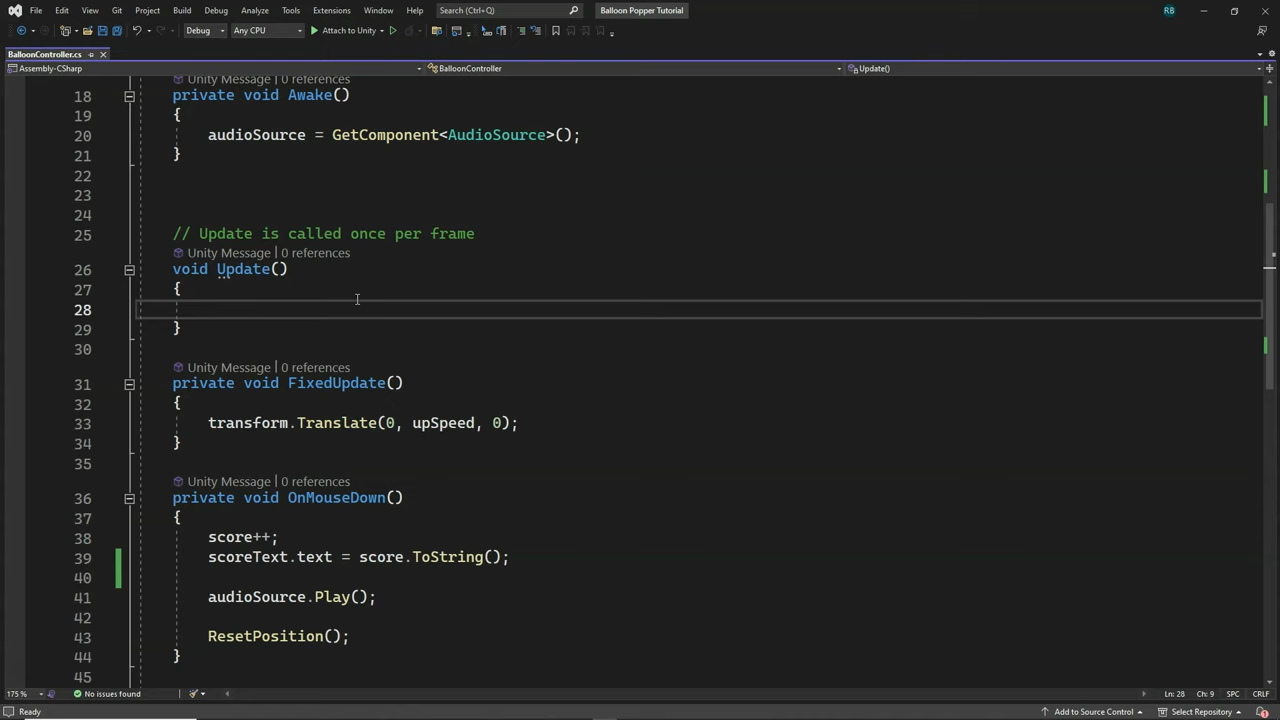 File Edit View Git Project Build Debug Analyze Tools Extensions Window Help Search (Ctrl+Q) Balloon Popper Tutorial RB
Debug Any CPU Attach to Unity
BalloonController.cs
Assembly-CSharp BalloonController Update()
Unity Message | 0 references
18 private void Awake()
19 {
20 audioSource = GetComponent<AudioSource>();
21 }
22
23
24
25 // Update is called once per frame
Unity Message | 0 references
26 void Update()
27 {
28
29 }
30
Unity Message | 0 references
31 private void FixedUpdate()
32 {
33 transform.Translate(0, upSpeed, 0);
34 }
35
Unity Message | 0 references
36 private void OnMouseDown()
37 {
38 score++;
39 scoreText.text = score.ToString();
40
41 audioSource.Play();
42
43 ResetPosition();
44 }
45
175 % No issues found Ln: 28 Ch: 9 SPC CRLF
Ready Add to Source Control Select Repository 1